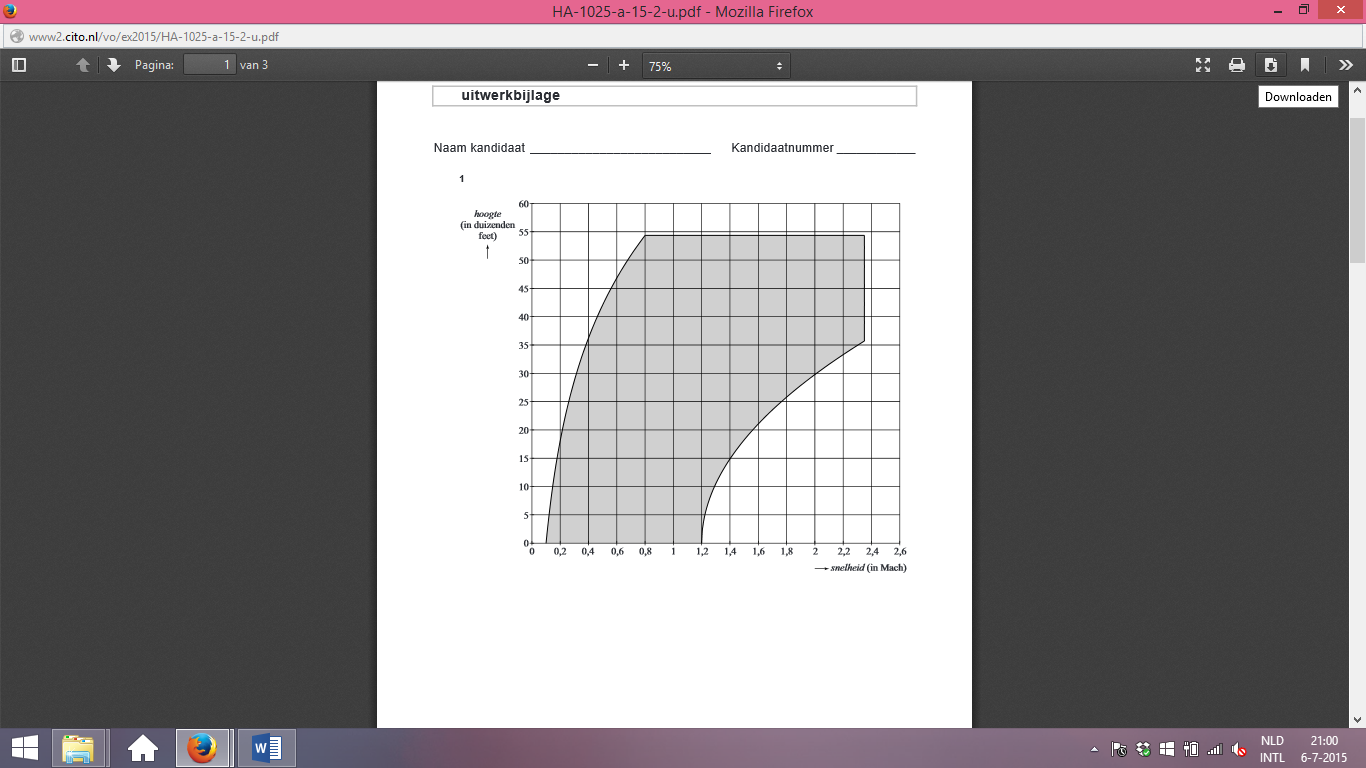 HA-1025-a-15-2-u.pdf - Mozilla Firefox
www2.cito.nl/vo/ex2015/HA-1025-a-15-2-u.pdf
Pagina: 1 van 3
75%
Downloaden
uitwerkbijlage
Naam kandidaat __________________________ Kandidaatnummer ___________
1
hoogte
(in duizenden
feet)
60
55
50
45
40
35
30
25
20
15
10
5
0
0 0,2 0,4 0,6 0,8 1 1,2 1,4 1,6 1,8 2 2,2 2,4 2,6
snelheid (in Mach)
NLD 21:00
INTL 6-7-2015